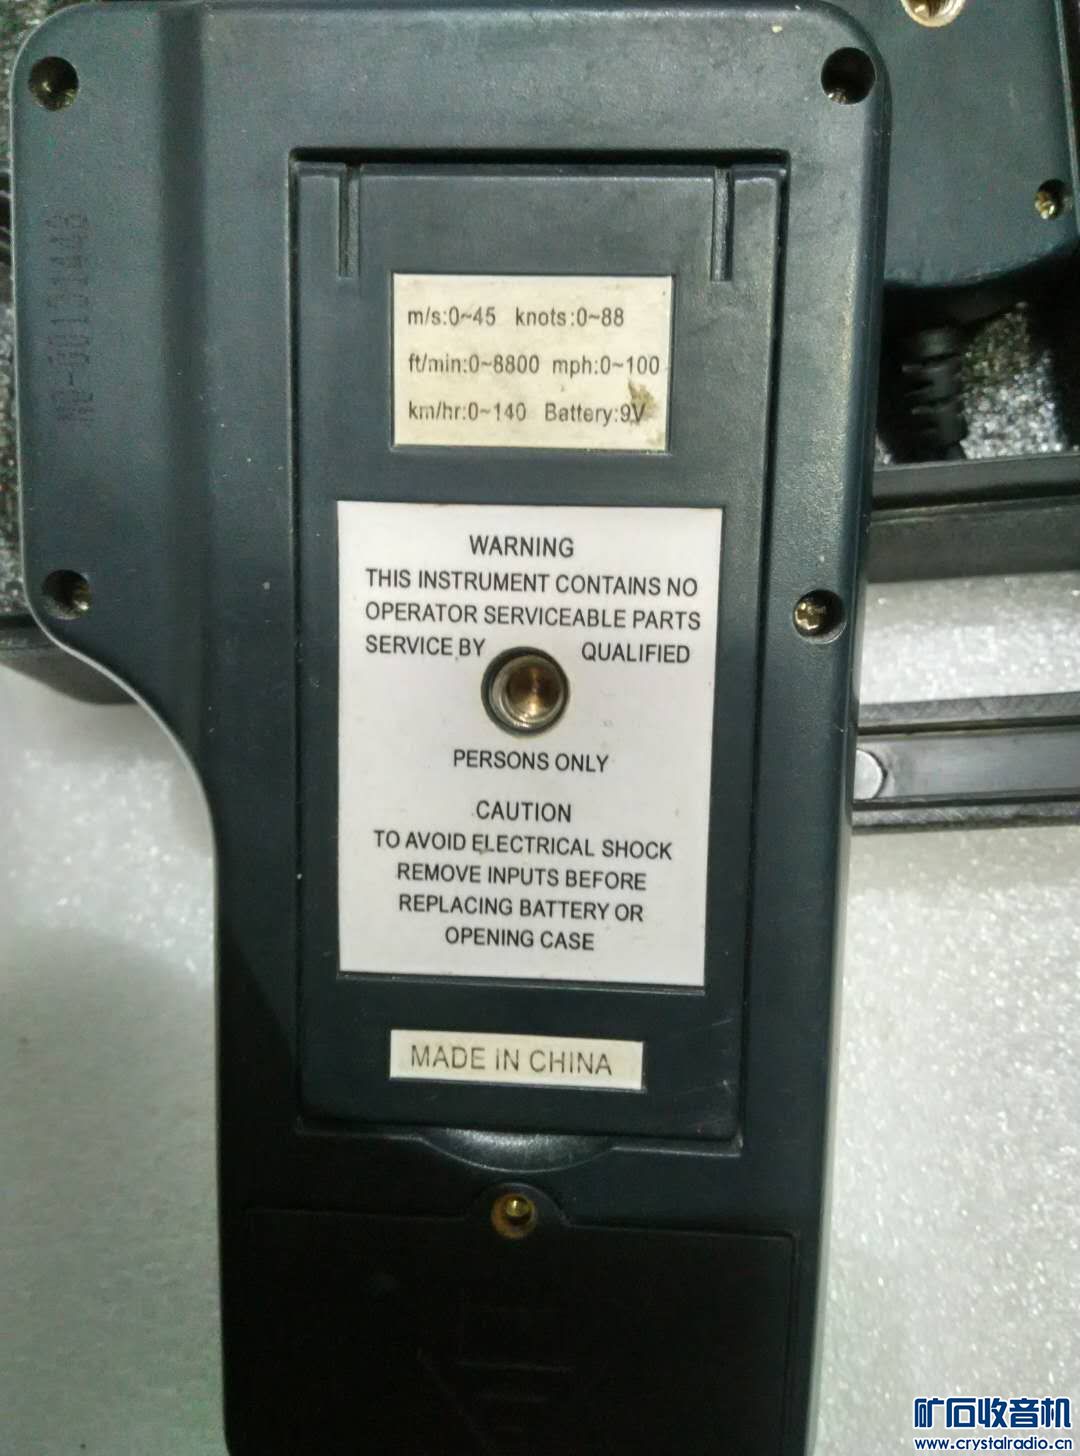 m/s:0~45 knots:0~88
ft/min:0~8800 mph:0~100
km/hr:0~140 Battery:9V
WARNING
THIS INSTRUMENT CONTAINS NO
OPERATOR SERVICEABLE PARTS
SERVICE BY QUALIFIED
PERSONS ONLY
CAUTION
TO AVOID ELECTRICAL SHOCK
REMOVE INPUTS BEFORE
REPLACING BATTERY OR
OPENING CASE
MADE IN CHINA
矿石收音机
www.crystalradio.cn